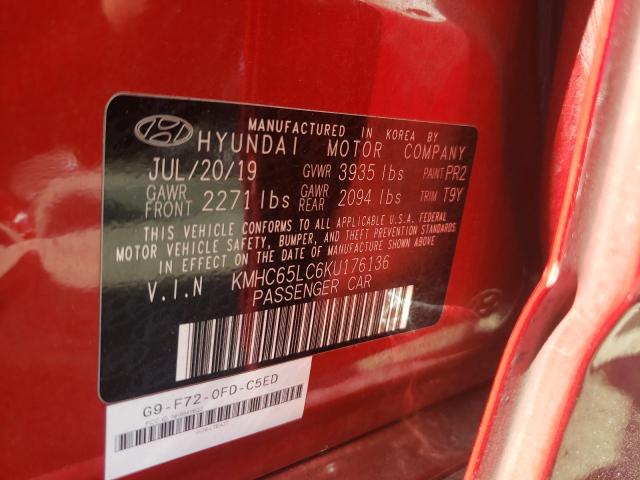 MANUFACTURED IN KOREA BY
HYUNDAI MOTOR COMPANY
JUL/20/19 GVWR 3935 lbs PAINT PR2
GAWR FRONT 2271 lbs GAWR REAR 2094 lbs TRIM T9Y
THIS VEHICLE CONFORMS TO ALL APPLICABLE U.S.A. FEDERAL
MOTOR VEHICLE SAFETY, BUMPER, AND THEFT PREVENTION STANDARDS
IN EFFECT ON THE DATE OF MANUFACTURE SHOWN ABOVE.
V.I.N KMHC65LC6KU176136
PASSENGER CAR
G9-F72-0FD-C5ED